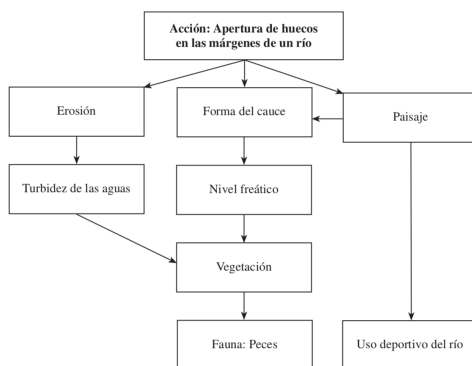 Acción: Apertura de huecos
en las márgenes de un río
Erosión
Forma del cauce
Paisaje
Turbidez de las aguas
Nivel freático
Vegetación
Fauna: Peces
Uso deportivo del río